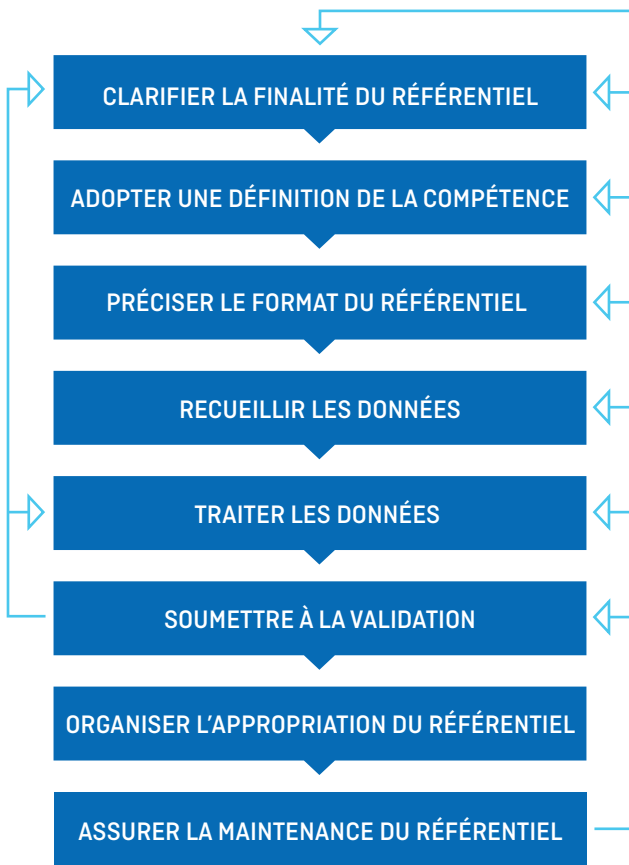 CLARIFIER LA FINALITÉ DU RÉFÉRENTIEL
ADOPTER UNE DÉFINITION DE LA COMPÉTENCE
PRÉCISER LE FORMAT DU RÉFÉRENTIEL
RECUEILLIR LES DONNÉES
TRAITER LES DONNÉES
SOUMETTRE À LA VALIDATION
ORGANISER L’APPROPRIATION DU RÉFÉRENTIEL
ASSURER LA MAINTENANCE DU RÉFÉRENTIEL